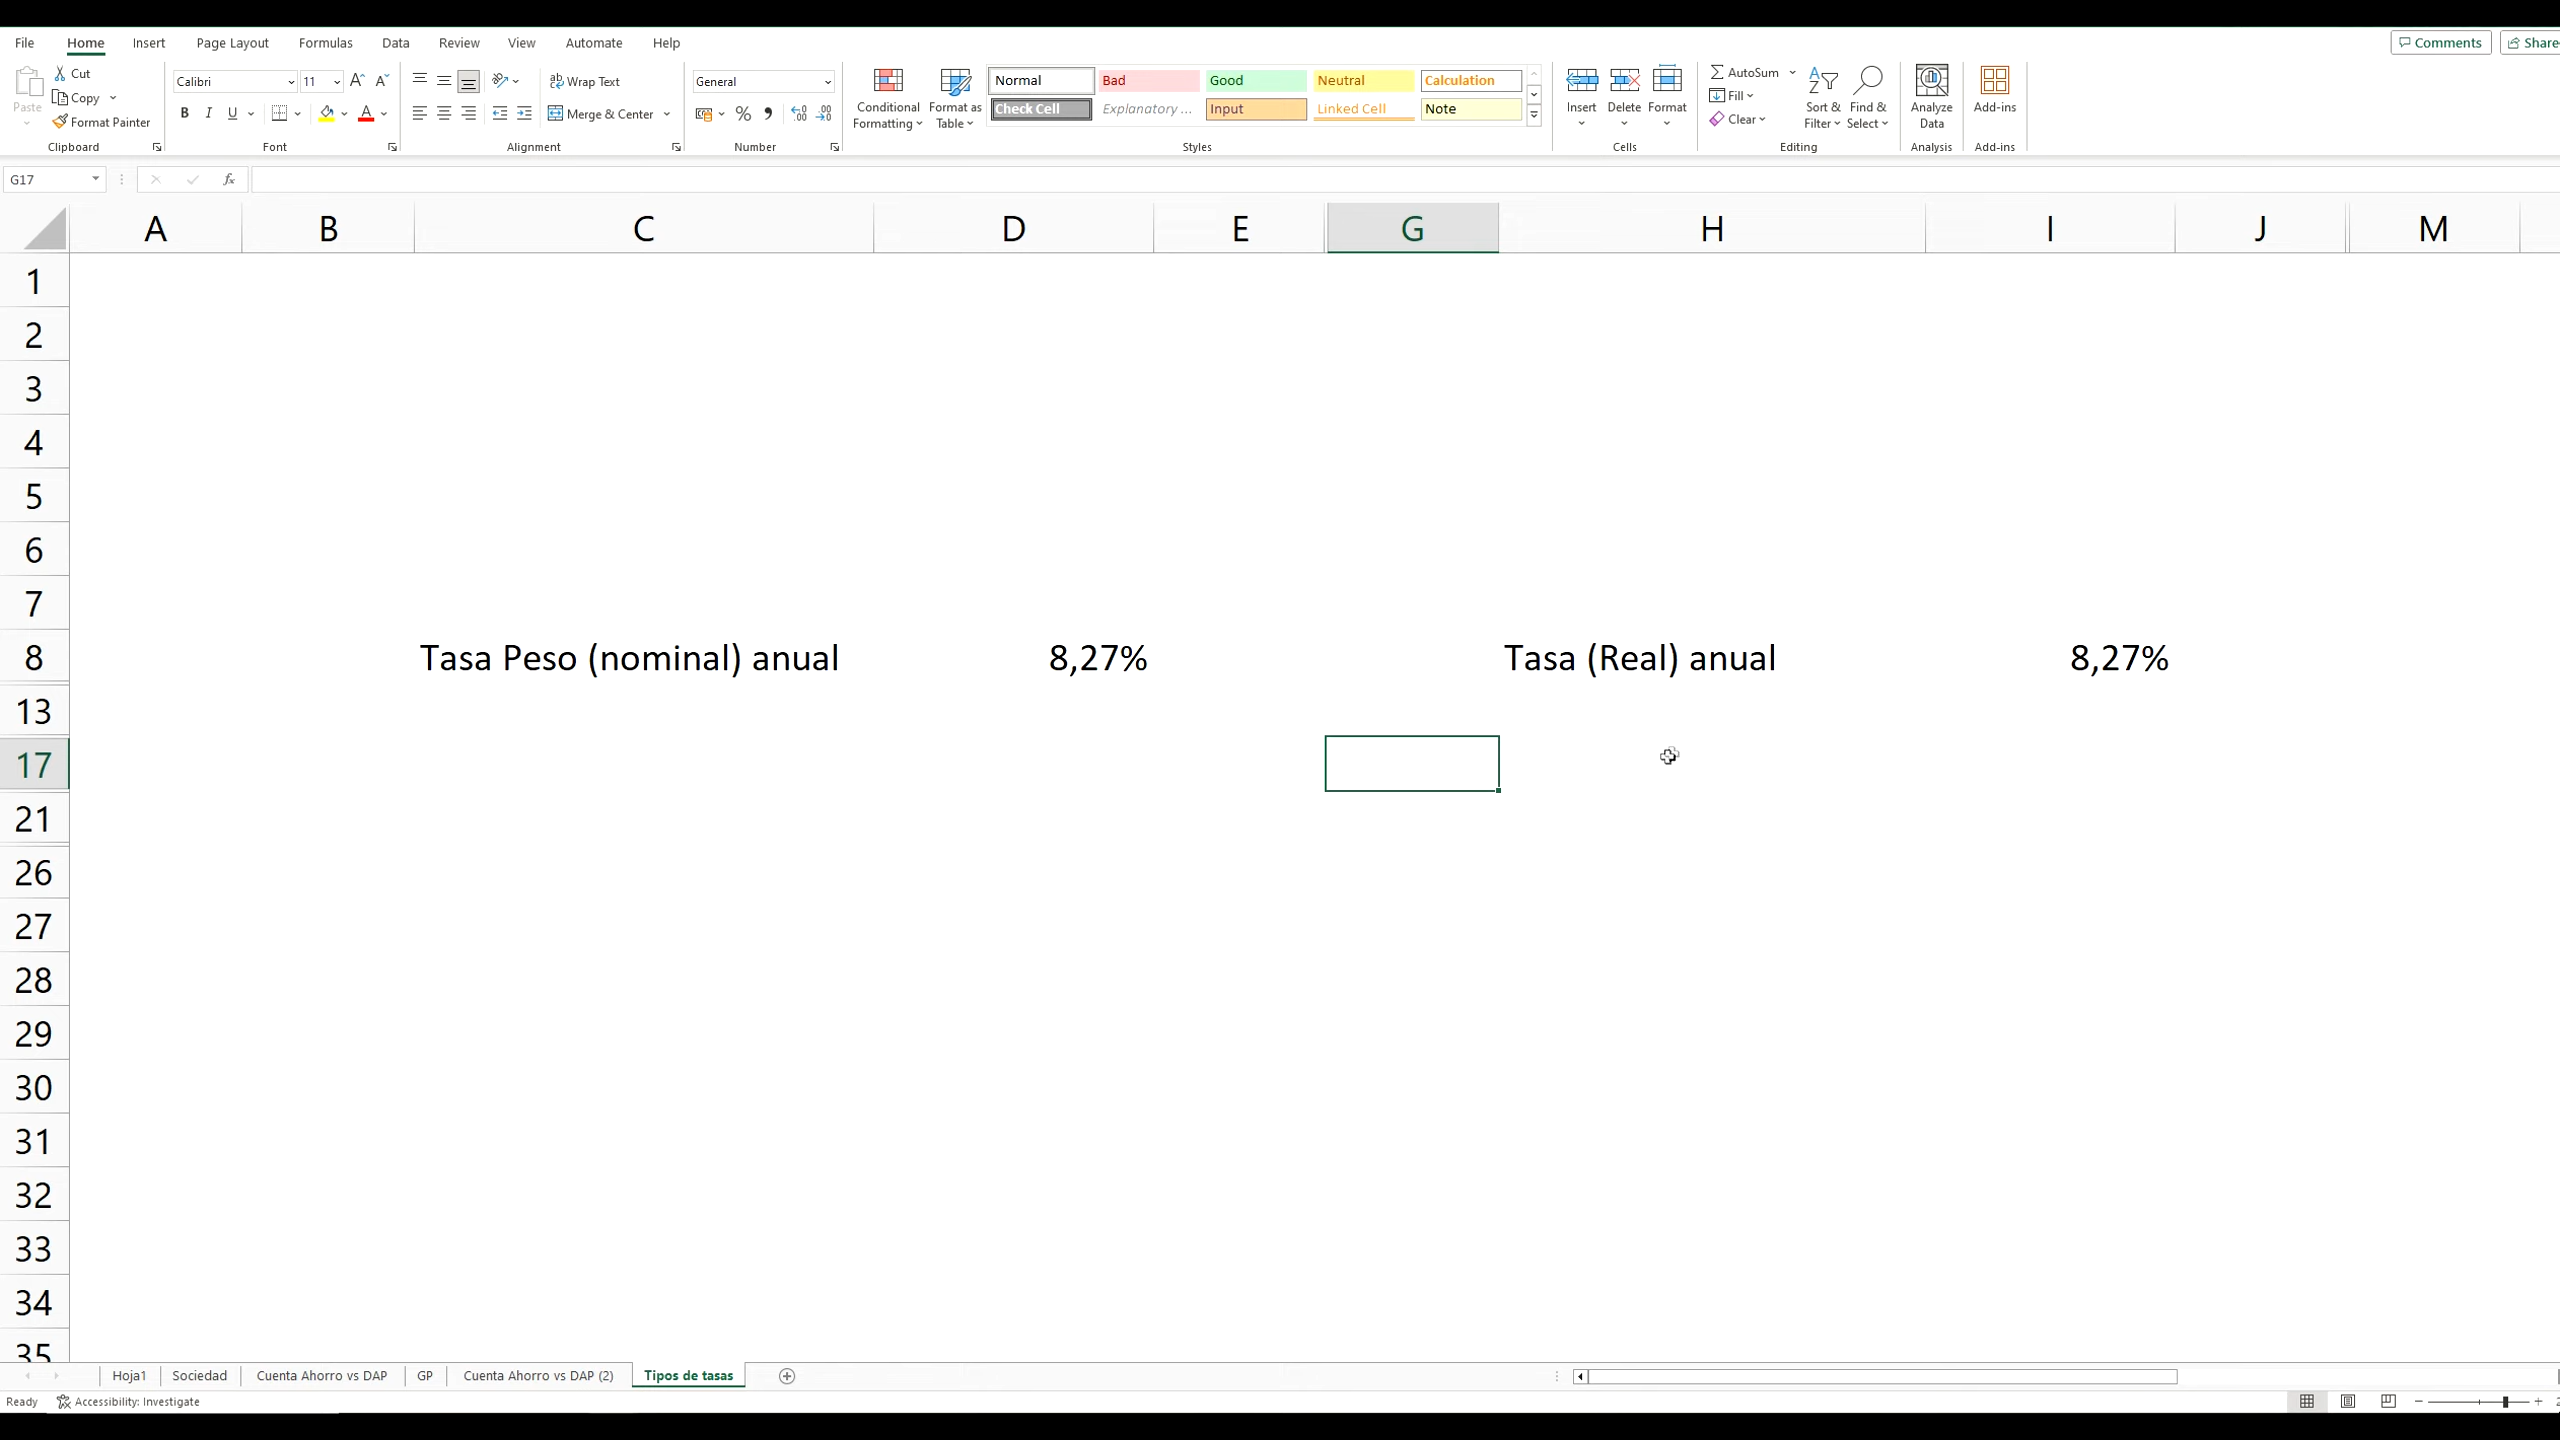 File Home Insert Page Layout Formulas Data Review View Automate Help Comments Share
Paste Cut Copy Format Painter
Clipboard
Calibri 11
B I U
Font
Wrap Text
Merge & Center
Alignment
General
%
Number
Conditional Formatting
Format as Table
Normal Bad Good Neutral Calculation
Check Cell Explanatory ... Input Linked Cell Note
Styles
Insert Delete Format
Cells
AutoSum
Fill
Clear
Sort & Filter
Find & Select
Editing
Analyze Data
Analysis
Add-ins
Add-ins
G17 fx
A B C D E G H I J M
1
2
3
4
5
6
7
8 Tasa Peso (nominal) anual 8,27% Tasa (Real) anual 8,27%
13
17
21
26
27
28
29
30
31
32
33
34
35
Hoja1 Sociedad Cuenta Ahorro vs DAP GP Cuenta Ahorro vs DAP (2) Tipos de tasas
Ready Accessibility: Investigate